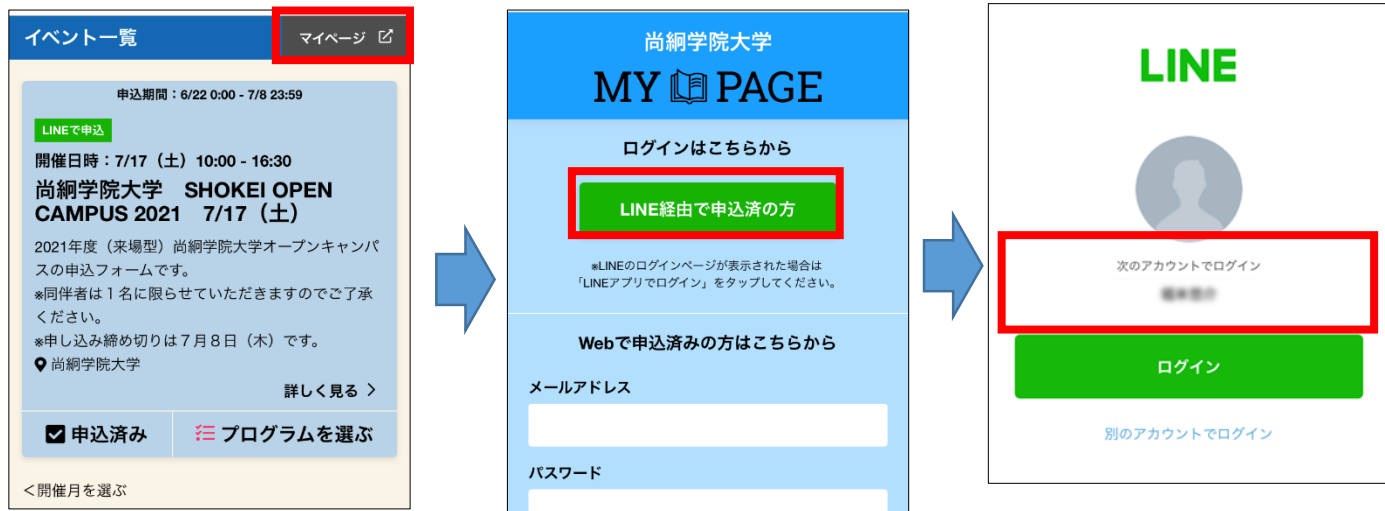 イベント一覧
マイページ
申込期間：6/22 0:00 - 7/8 23:59
LINEで申込
開催日時：7/17（土）10:00 - 16:30
尚絅学院大学　SHOKEI OPEN
CAMPUS 2021　7/17（土）
2021年度（来場型）尚絅学院大学オープンキャンパ
スの申込フォームです。
※同伴者は１名に限らせていただきますのでご了承
ください。
※申し込み締め切りは７月８日（木）です。
尚絅学院大学
詳しく見る >
申込済み
プログラムを選ぶ
<開催月を選ぶ
尚絅学院大学
MY PAGE
ログインはこちらから
LINE経由で申込済の方
※LINEのログインページが表示された場合は
「LINEアプリでログイン」をタップしてください。
Webで申込済みの方はこちらから
メールアドレス
パスワード
LINE
次のアカウントでログイン
ログイン
別のアカウントでログイン